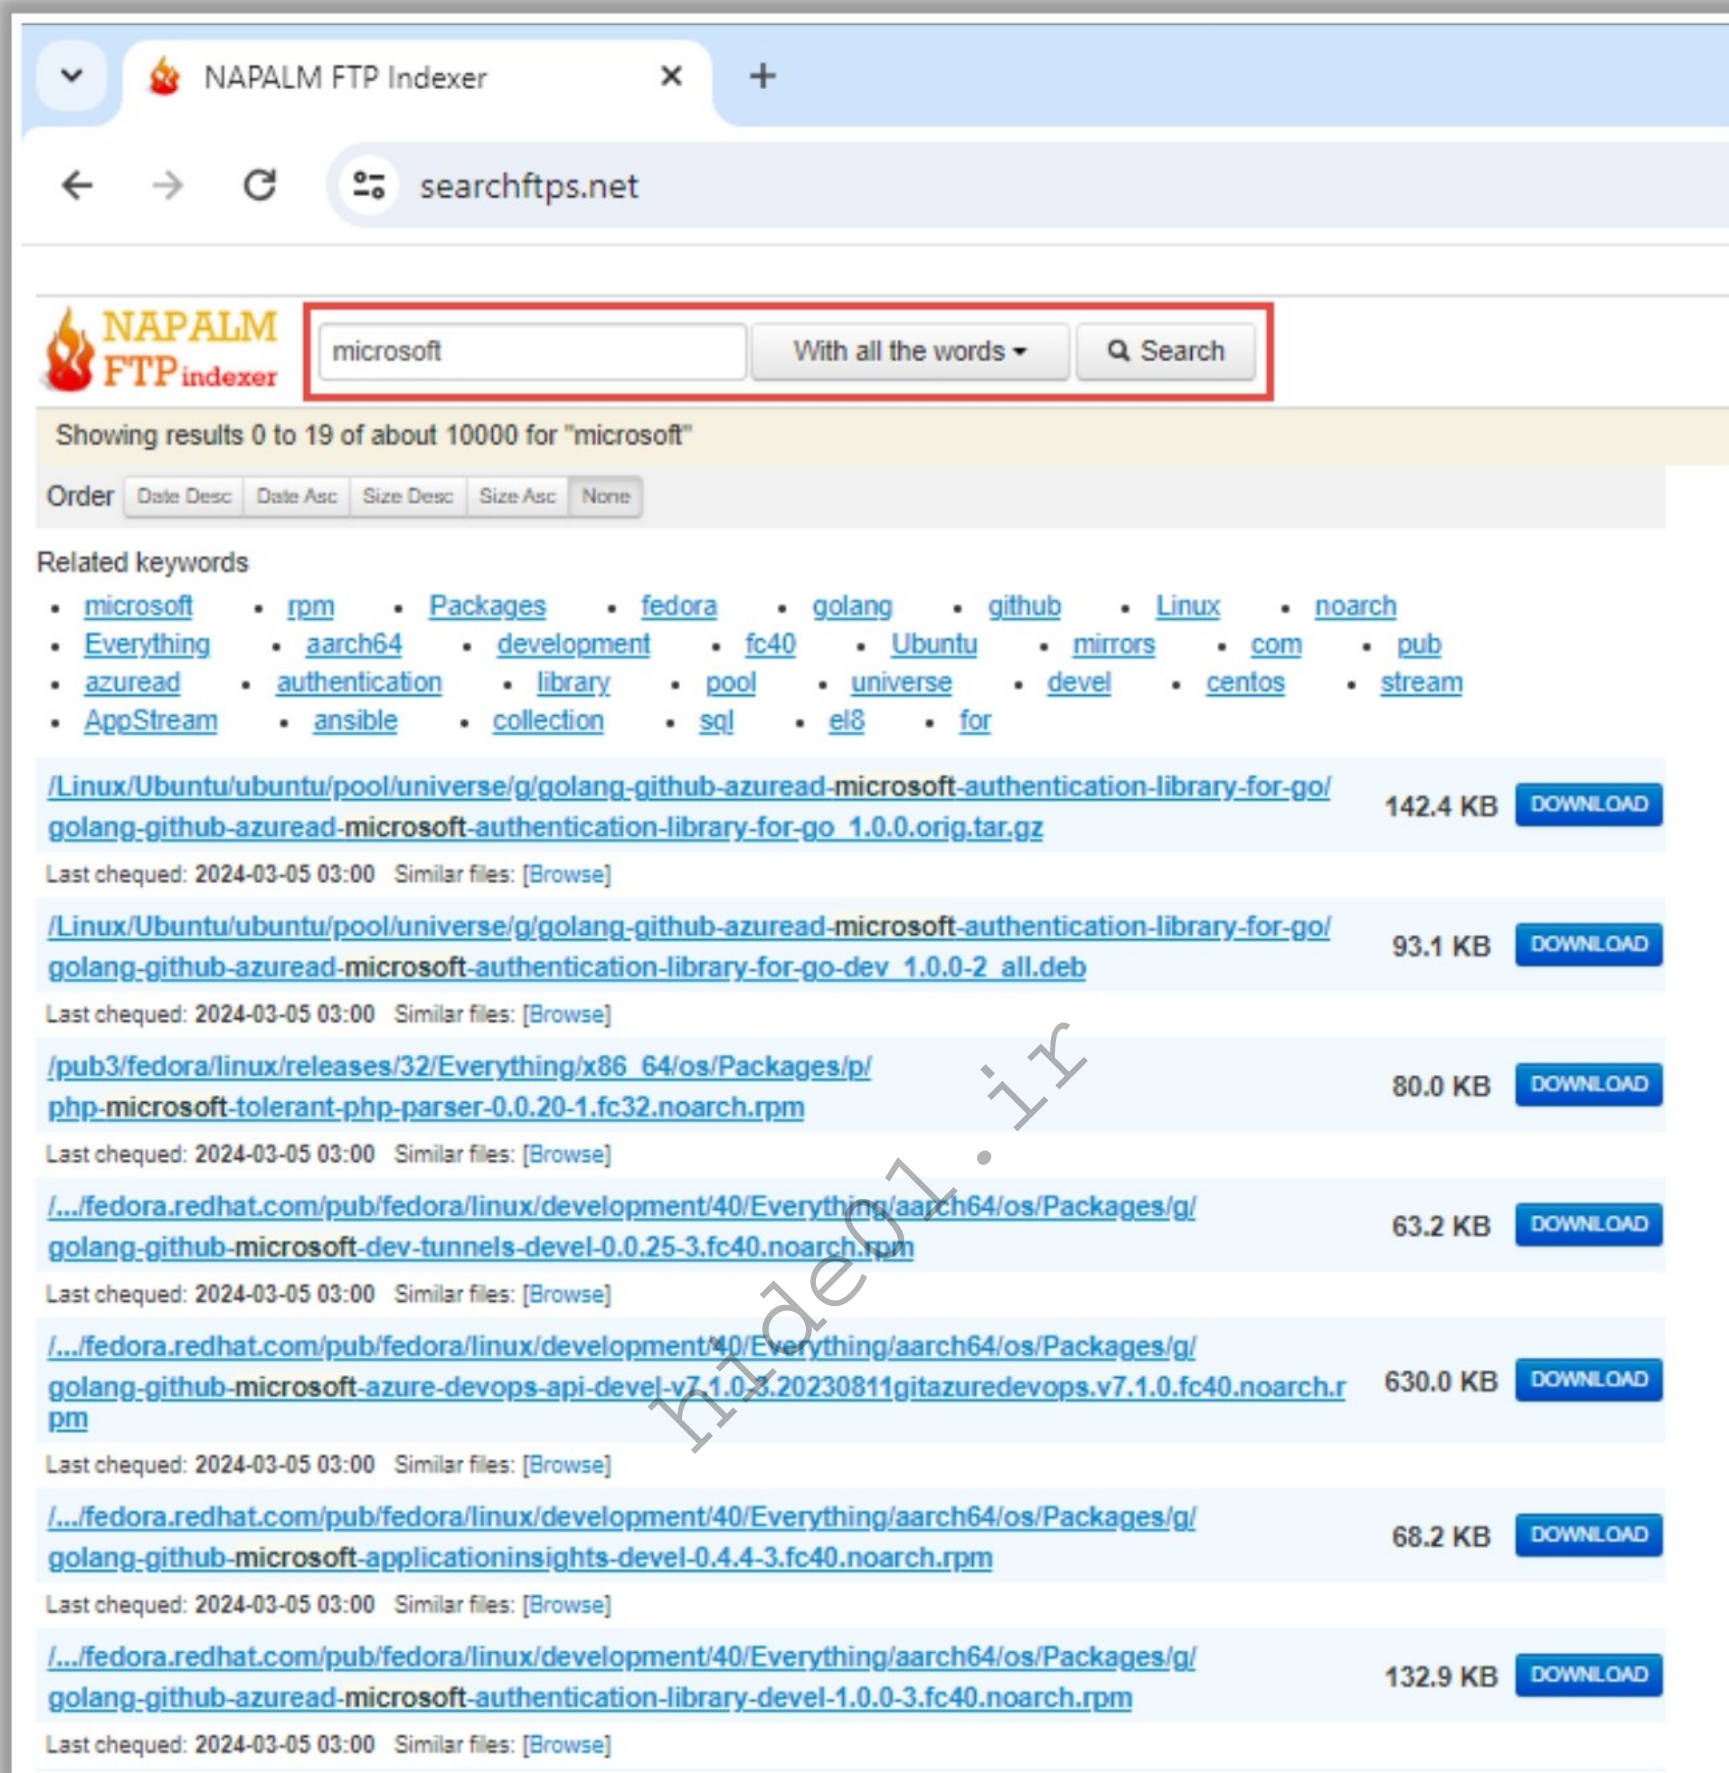 NAPALM FTP Indexer
searchftps.net
NAPALM
FTP indexer
microsoft With all the words Search
Showing results 0 to 19 of about 10000 for "microsoft"
Order Date Desc Date Asc Size Desc Size Asc None
Related keywords
• microsoft • rpm • Packages • fedora • golang • github • Linux • noarch
• Everything • aarch64 • development • fc40 • Ubuntu • mirrors • com • pub
• azuread • authentication • library • pool • universe • devel • centos • stream
• AppStream • ansible • collection • sql • el8 • for
/Linux/Ubuntu/ubuntu/pool/universe/g/golang-github-azuread-microsoft-authentication-library-for-go/
golang-github-azuread-microsoft-authentication-library-for-go_1.0.0.orig.tar.gz
142.4 KB DOWNLOAD
Last chequed: 2024-03-05 03:00 Similar files: [Browse]
/Linux/Ubuntu/ubuntu/pool/universe/g/golang-github-azuread-microsoft-authentication-library-for-go/
golang-github-azuread-microsoft-authentication-library-for-go-dev_1.0.0-2_all.deb
93.1 KB DOWNLOAD
Last chequed: 2024-03-05 03:00 Similar files: [Browse]
/pub3/fedora/linux/releases/32/Everything/x86_64/os/Packages/p/
php-microsoft-tolerant-php-parser-0.0.20-1.fc32.noarch.rpm
80.0 KB DOWNLOAD
Last chequed: 2024-03-05 03:00 Similar files: [Browse]
/.../fedora.redhat.com/pub/fedora/linux/development/40/Everything/aarch64/os/Packages/g/
golang-github-microsoft-dev-tunnels-devel-0.0.25-3.fc40.noarch.rpm
63.2 KB DOWNLOAD
Last chequed: 2024-03-05 03:00 Similar files: [Browse]
/.../fedora.redhat.com/pub/fedora/linux/development/40/Everything/aarch64/os/Packages/g/
golang-github-microsoft-azure-devops-api-devel-v7.1.0-3.20230811gitazuredevops.v7.1.0.fc40.noarch.r
pm
630.0 KB DOWNLOAD
Last chequed: 2024-03-05 03:00 Similar files: [Browse]
/.../fedora.redhat.com/pub/fedora/linux/development/40/Everything/aarch64/os/Packages/g/
golang-github-microsoft-applicationinsights-devel-0.4.4-3.fc40.noarch.rpm
68.2 KB DOWNLOAD
Last chequed: 2024-03-05 03:00 Similar files: [Browse]
/.../fedora.redhat.com/pub/fedora/linux/development/40/Everything/aarch64/os/Packages/g/
golang-github-azuread-microsoft-authentication-library-devel-1.0.0-3.fc40.noarch.rpm
132.9 KB DOWNLOAD
Last chequed: 2024-03-05 03:00 Similar files: [Browse]
hide01.ir